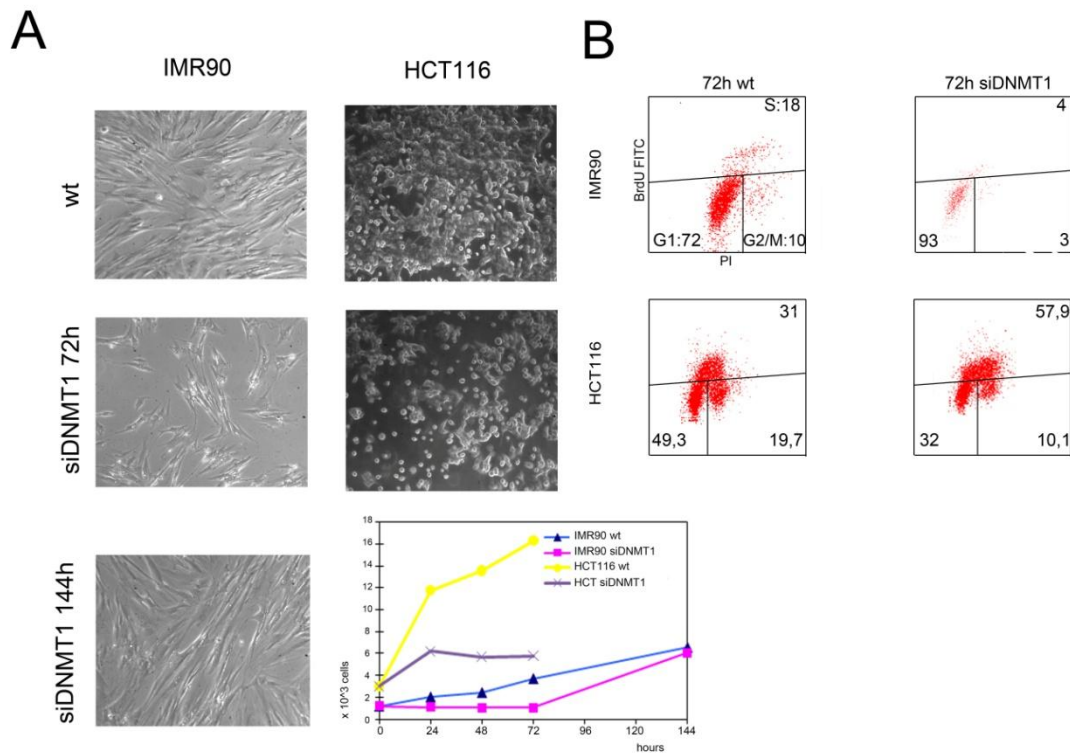 A
IMR90
HCT116
wt
siDNMT1 72h
siDNMT1 144h
18
16
14
12
10
8
6
4
2
0
x 10^3 cells
0 24 48 72 96 120 144
hours
IMR90 wt
IMR90 siDNMT1
HCT116 wt
HCT siDNMT1
B
72h wt
72h siDNMT1
IMR90
BrdU FITC
S:18
G1:72
G2/M:10
PI
4
93
3
HCT116
31
49,3
19,7
57,9
32
10,1